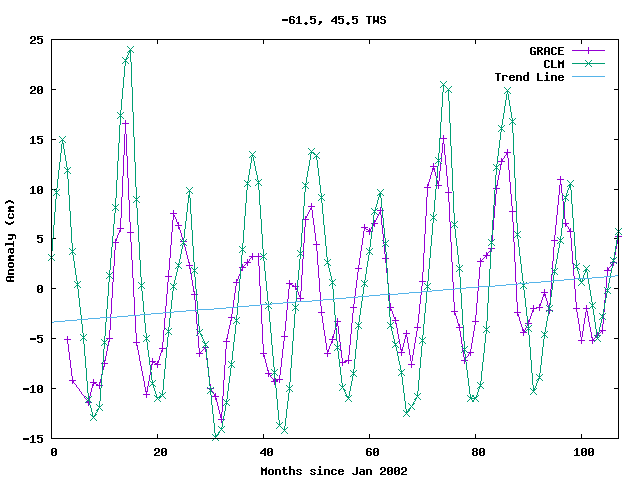 -61.5, 45.5 TWS
GRACE
CLM
Trend Line
Anomaly (cm)
25
20
15
10
5
0
-5
-10
-15
0 20 40 60 80 100
Months since Jan 2002